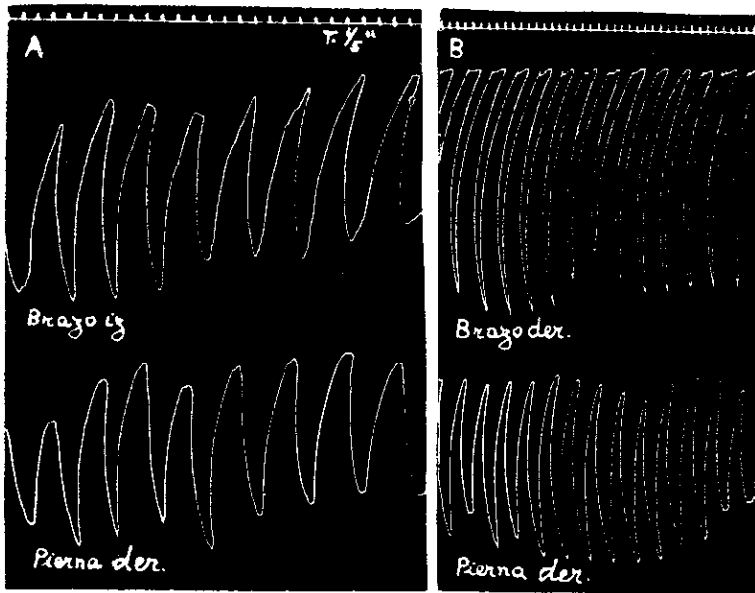 A
T. 1/5"
Brazo iz
Pierna der.
B
Brazo der.
Pierna der.